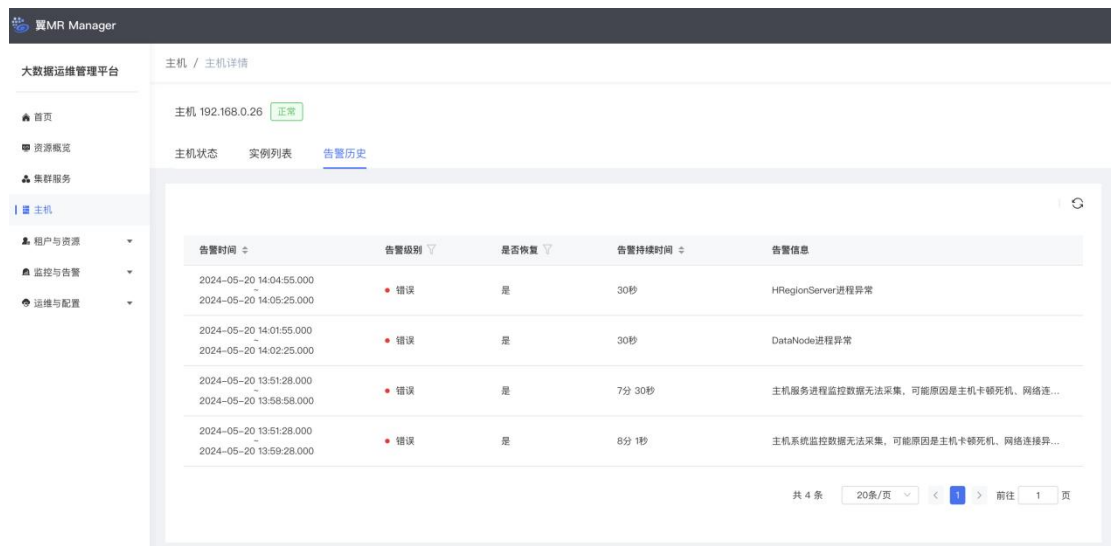 翼MR Manager
大数据运维管理平台
首页
资源概览
集群服务
主机
租户与资源
监控与告警
运维与配置
主机 / 主机详情
主机 192.168.0.26 正常
主机状态 实例列表 告警历史
告警时间 告警级别 是否恢复 告警持续时间 告警信息
2024-05-20 14:04:55.000
~
2024-05-20 14:05:25.000
错误 是 30秒 HRegionServer进程异常
2024-05-20 14:01:55.000
~
2024-05-20 14:02:25.000
错误 是 30秒 DataNode进程异常
2024-05-20 13:51:28.000
~
2024-05-20 13:58:58.000
错误 是 7分 30秒 主机服务进程监控数据无法采集，可能原因是主机卡顿死机、网络连...
2024-05-20 13:51:28.000
~
2024-05-20 13:59:28.000
错误 是 8分 1秒 主机系统监控数据无法采集，可能原因是主机卡顿死机、网络连接异...
共 4 条 20条/页 < 1 > 前往 1 页